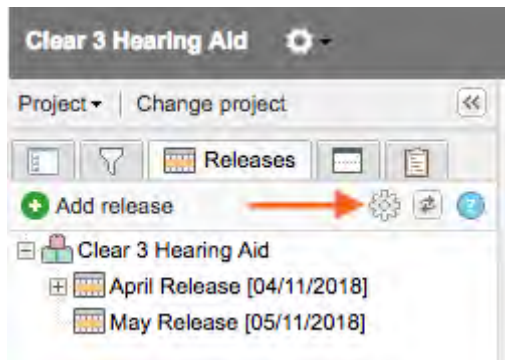 Clear 3 Hearing Aid
Project | Change project
Releases
Add release
?
Clear 3 Hearing Aid
April Release [04/11/2018]
May Release [05/11/2018]